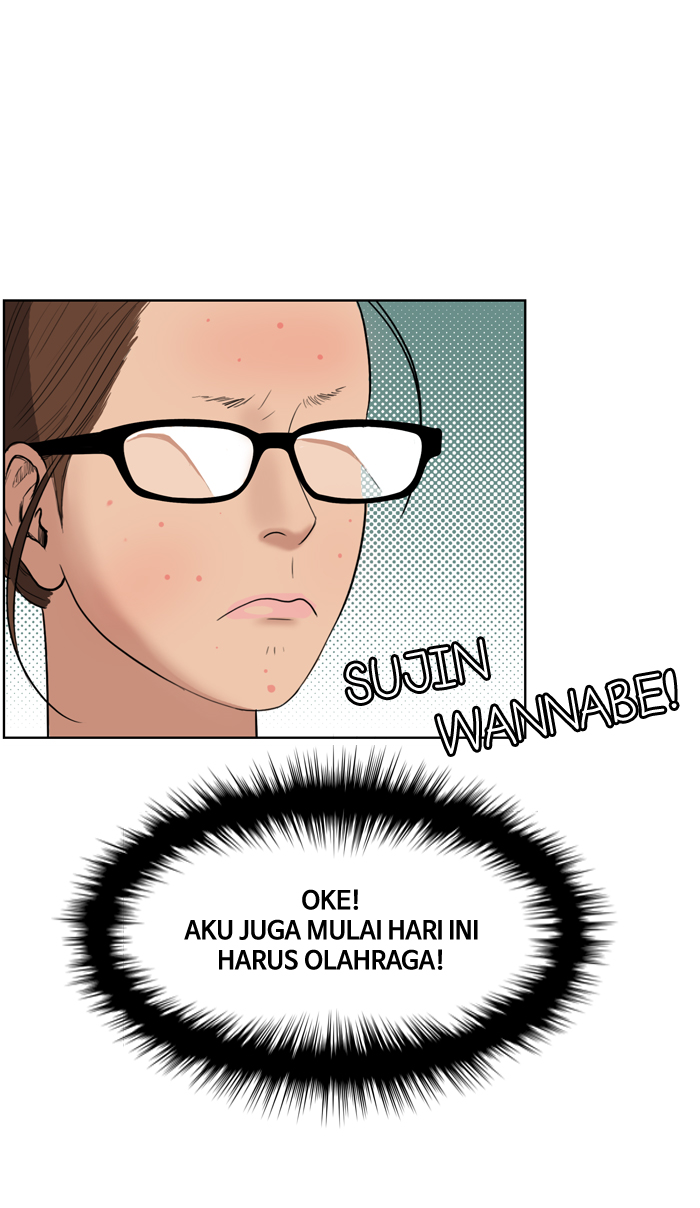 SUJIN
WANNABE!
OKE!
AKU JUGA MULAI HARI INI
HARUS OLAHRAGA!